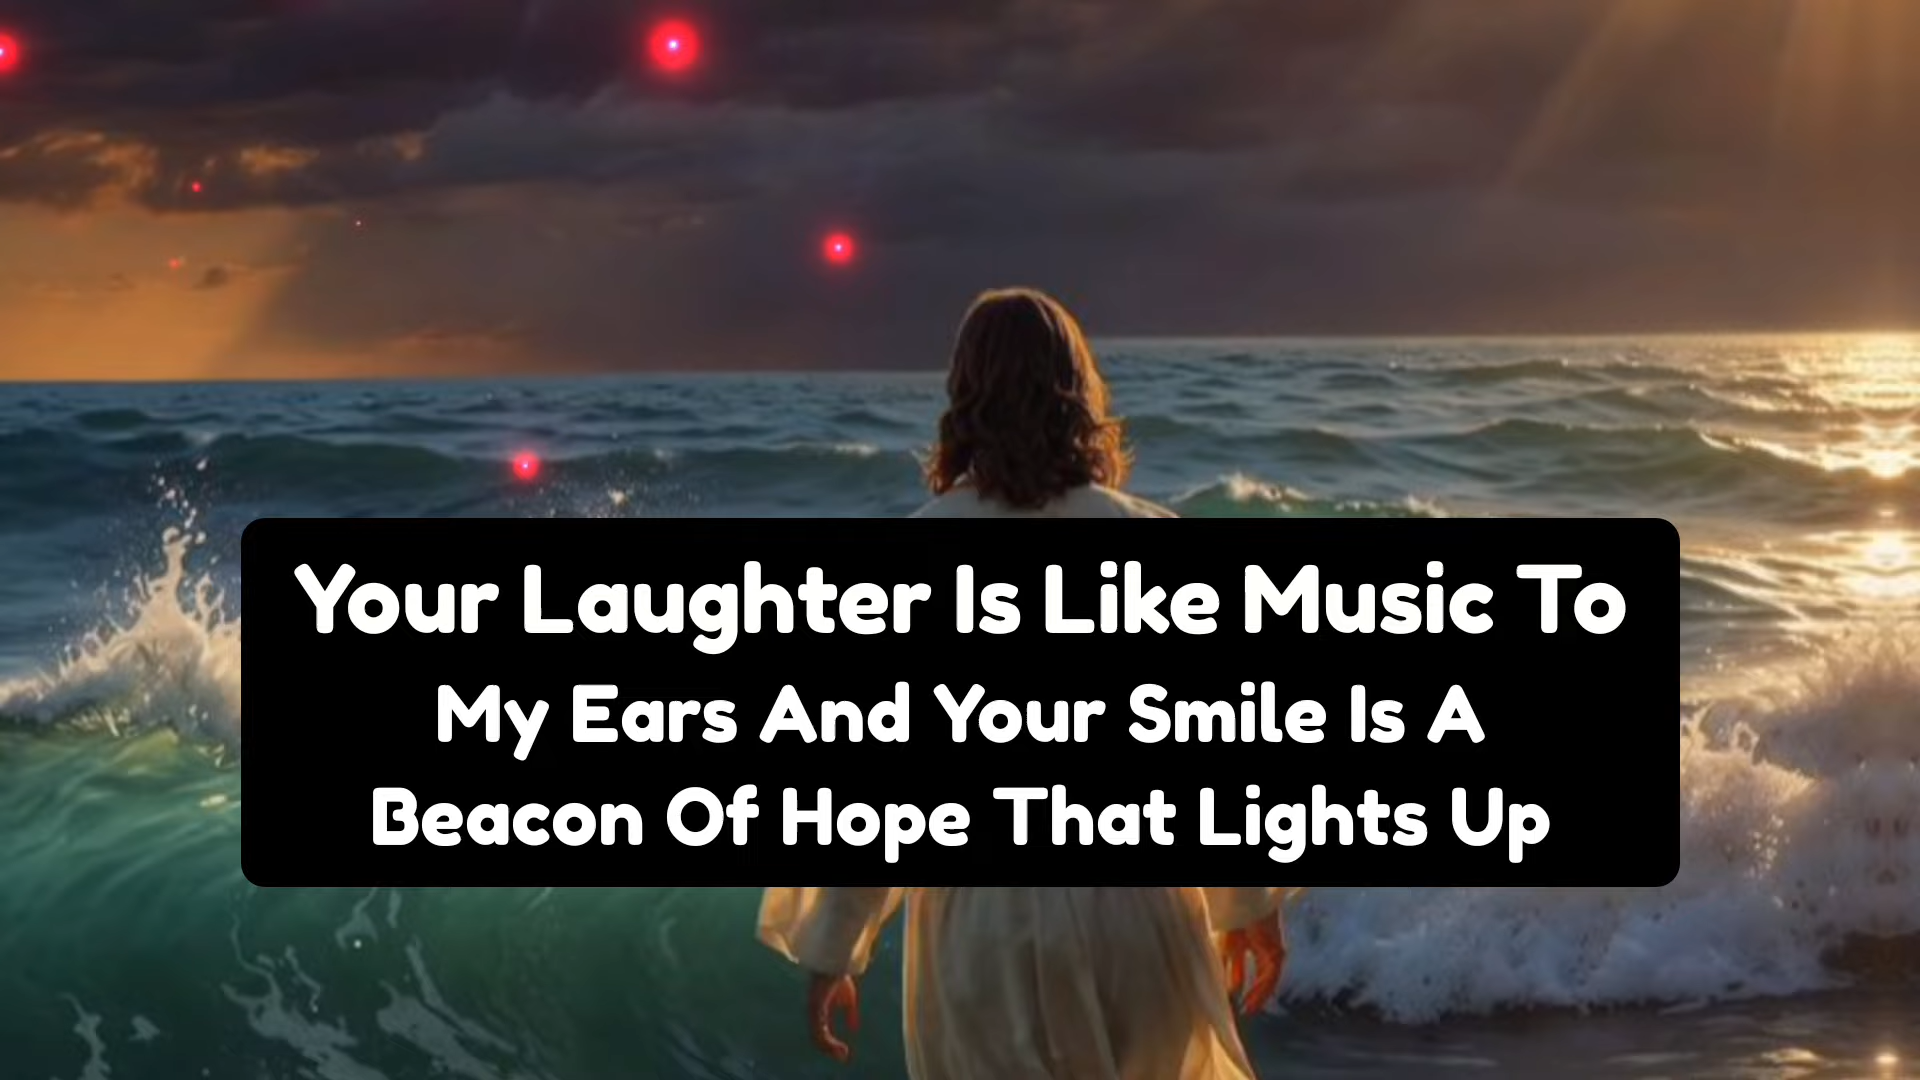 Your Laughter Is Like Music To
My Ears And Your Smile Is A
Beacon Of Hope That Lights Up